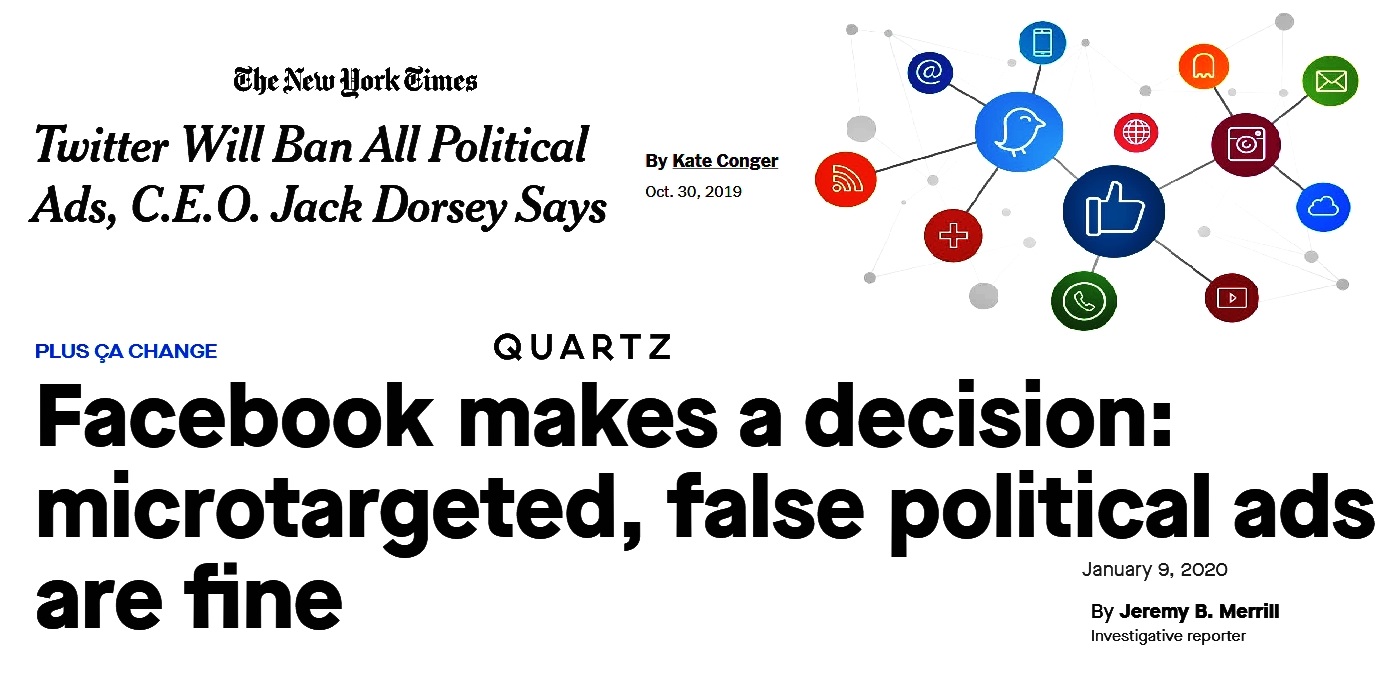 The New York Times
Twitter Will Ban All Political
Ads, C.E.O. Jack Dorsey Says
By Kate Conger
Oct. 30, 2019
@
PLUS ÇA CHANGE
QUARTZ
Facebook makes a decision:
microtargeted, false political ads
are fine
January 9, 2020
By Jeremy B. Merrill
Investigative reporter